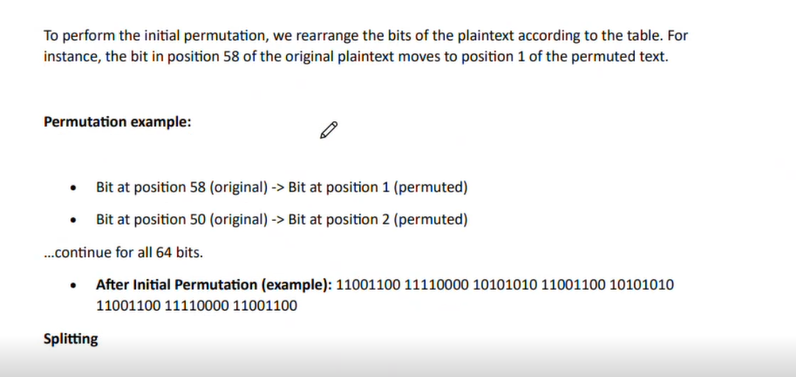 To perform the initial permutation, we rearrange the bits of the plaintext according to the table. For
instance, the bit in position 58 of the original plaintext moves to position 1 of the permuted text.
Permutation example:
• Bit at position 58 (original) -> Bit at position 1 (permuted)
• Bit at position 50 (original) -> Bit at position 2 (permuted)
...continue for all 64 bits.
• After Initial Permutation (example): 11001100 11110000 10101010 11001100 10101010
11001100 11110000 11001100
Splitting